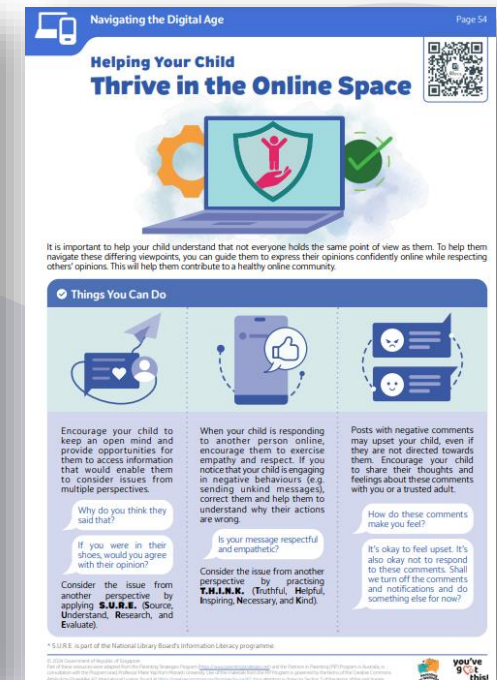 Navigating the Digital Age
Page 54
Helping Your Child
Thrive in the Online Space
It is important to help your child understand that not everyone holds the same point of view as them. To help them
navigate these differing viewpoints, you can guide them to express their opinions confidently online while respecting
others' opinions. This will help them contribute to a healthy online community.
Things You Can Do
Encourage your child to
keep an open mind and
provide opportunities for
them to access information
that would enable them
to consider issues from
multiple perspectives.
Why do you think they
said that?
If you were in their
shoes, would you agree
with their opinion?
Consider the issue from
another perspective by
applying S.U.R.E. (Source,
Understand, Research, and
Evaluate).
When your child is responding
to another person online,
encourage them to exercise
empathy and respect. If you
notice that your child is engaging
in negative behaviours (e.g.
sending unkind messages),
correct them and help them to
understand why their actions
are wrong.
Is your message respectful
and empathetic?
Consider the issue from another
perspective by practising
T.H.I.N.K. (Truthful, Helpful,
Inspiring, Necessary, and Kind).
Posts with negative comments
may upset your child, even if
they are not directed towards
them. Encourage your child
to share their thoughts and
feelings about these comments
with you or a trusted adult.
How do these comments
make you feel?
It's okay to feel upset. It's
also okay not to respond
to these comments. Shall
we turn off the comments
and notifications and do
something else for now?
* S.U.R.E. is part of the National Library Board's Information Literacy programme.
© 2024 Government of Republic of Singapore
you've
got
this!